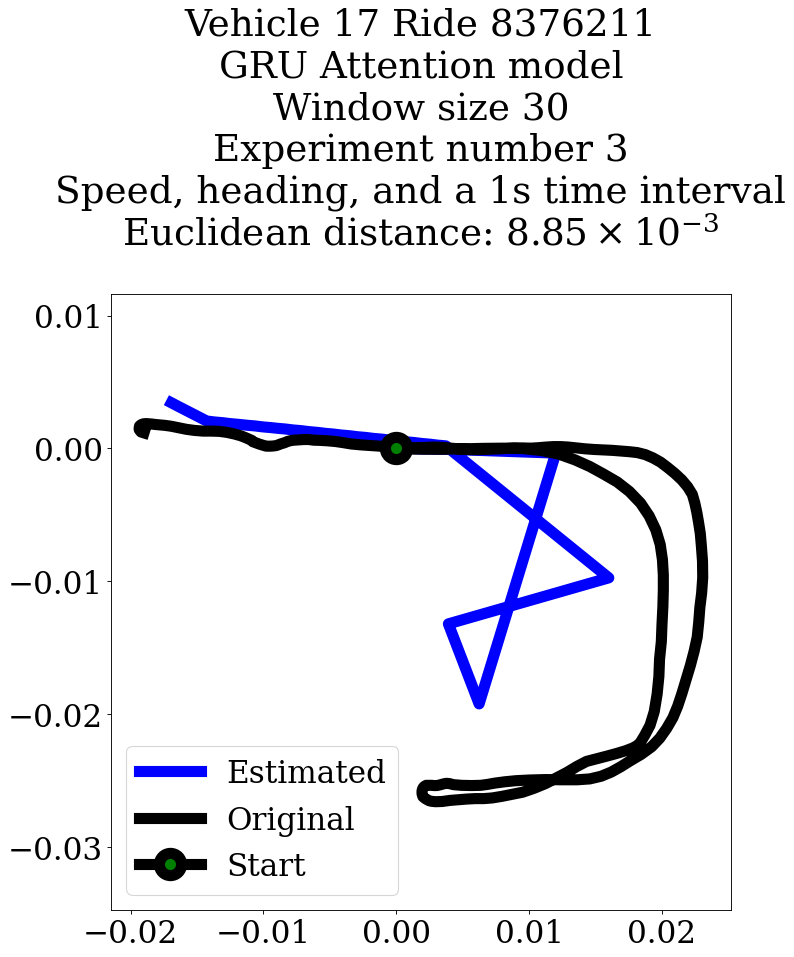 Vehicle 17 Ride 8376211
GRU Attention model
Window size 30
Experiment number 3
Speed, heading, and a 1s time interval
Euclidean distance: 8.85 × 10⁻³
0.01
0.00
−0.01
−0.02
−0.03
Estimated
Original
Start
−0.02 −0.01 0.00 0.01 0.02